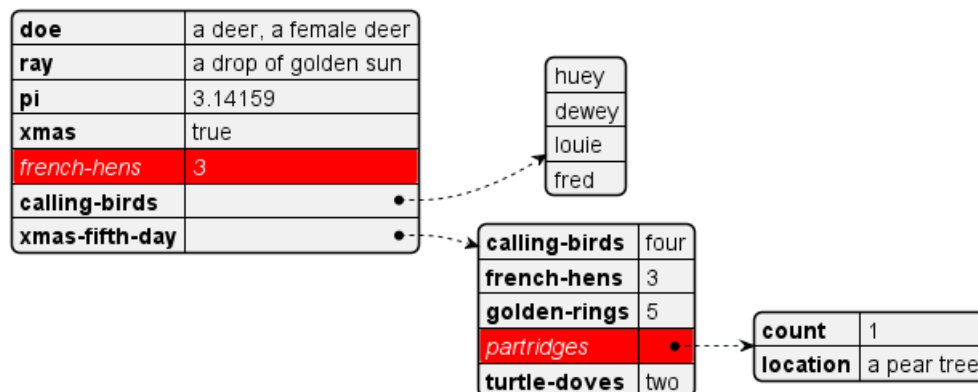 doe a deer, a female deer
ray a drop of golden sun
pi 3.14159
xmas true
french-hens 3
calling-birds
xmas-fifth-day
huey
dewey
louie
fred
calling-birds four
french-hens 3
golden-rings 5
partridges
turtle-doves two
count 1
location a pear tree